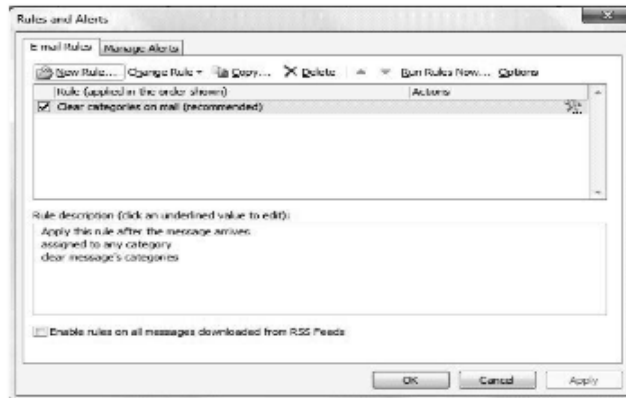 Rules and Alerts
E-mail Rules Manage Alerts
New Rule... Change Rule Copy... Delete Run Rules Now... Options
Rule (applied in the order shown) Actions
Clear categories on mail (recommended)
Rule description (click an underlined value to edit):
Apply this rule after the message arrives
assigned to any category
clear message's categories
Enable rules on all messages downloaded from RSS Feeds
OK Cancel Apply